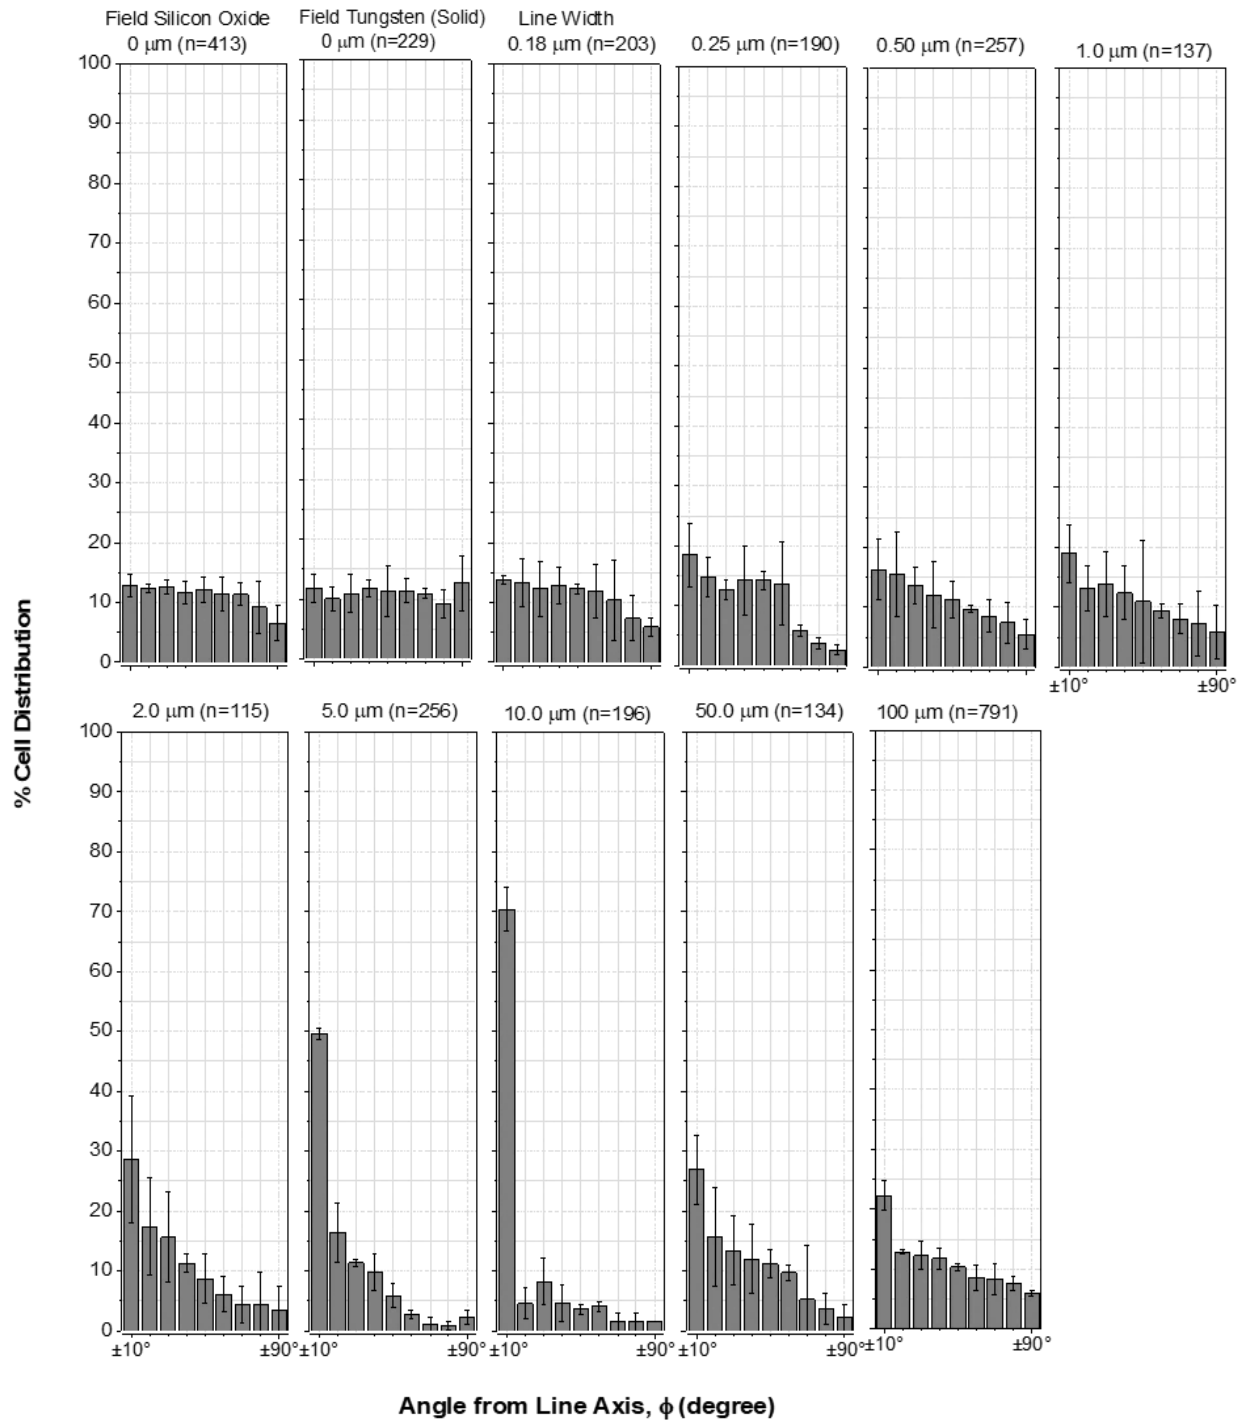 Field Silicon Oxide
0 μm (n=413)
Field Tungsten (Solid)
0 μm (n=229)
Line Width
0.18 μm (n=203)
0.25 μm (n=190)
0.50 μm (n=257)
1.0 μm (n=137)
100
90
80
70
60
50
40
30
20
10
0
±10°
±90°
% Cell Distribution
2.0 μm (n=115)
5.0 μm (n=256)
10.0 μm (n=196)
50.0 μm (n=134)
100 μm (n=791)
100
90
80
70
60
50
40
30
20
10
0
±10°
±90°
±10°
±90°
±10°
±90°
±10°
±90°
±10°
±90°
Angle from Line Axis, ϕ (degree)